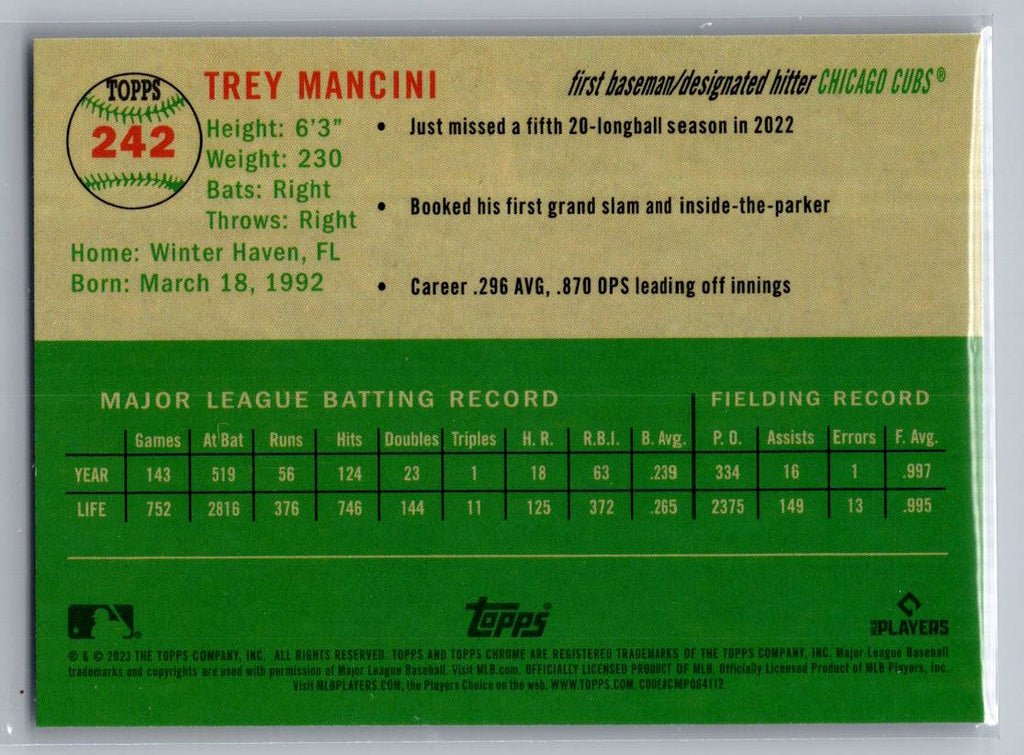 TOPPS
242
TREY MANCINI
first baseman/designated hitter CHICAGO CUBS®
Height: 6'3"
Weight: 230
Bats: Right
Throws: Right
Home: Winter Haven, FL
Born: March 18, 1992
• Just missed a fifth 20-longball season in 2022
• Booked his first grand slam and inside-the-parker
• Career .296 AVG, .870 OPS leading off innings
MAJOR LEAGUE BATTING RECORD FIELDING RECORD
Games At Bat Runs Hits Doubles Triples H. R. R.B.I. B. Avg. P. O. Assists Errors F. Avg.
YEAR 143 519 56 124 23 1 18 63 .239 334 16 1 .997
LIFE 752 2816 376 746 144 11 125 372 .265 2375 149 13 .995
Topps®
MLB PLAYERS
® & © 2023 THE TOPPS COMPANY, INC. ALL RIGHTS RESERVED. TOPPS AND TOPPS CHROME ARE REGISTERED TRADEMARKS OF THE TOPPS COMPANY, INC. Major League Baseball
trademarks and copyrights are used with permission of Major League Baseball. Visit MLB.com. OFFICIALLY LICENSED PRODUCT OF MLB. Officially Licensed Product of MLB Players, Inc.
Visit MLBPLAYERS.COM, the Players Choice on the web. WWW.TOPPS.COM. CODE#CMP064112